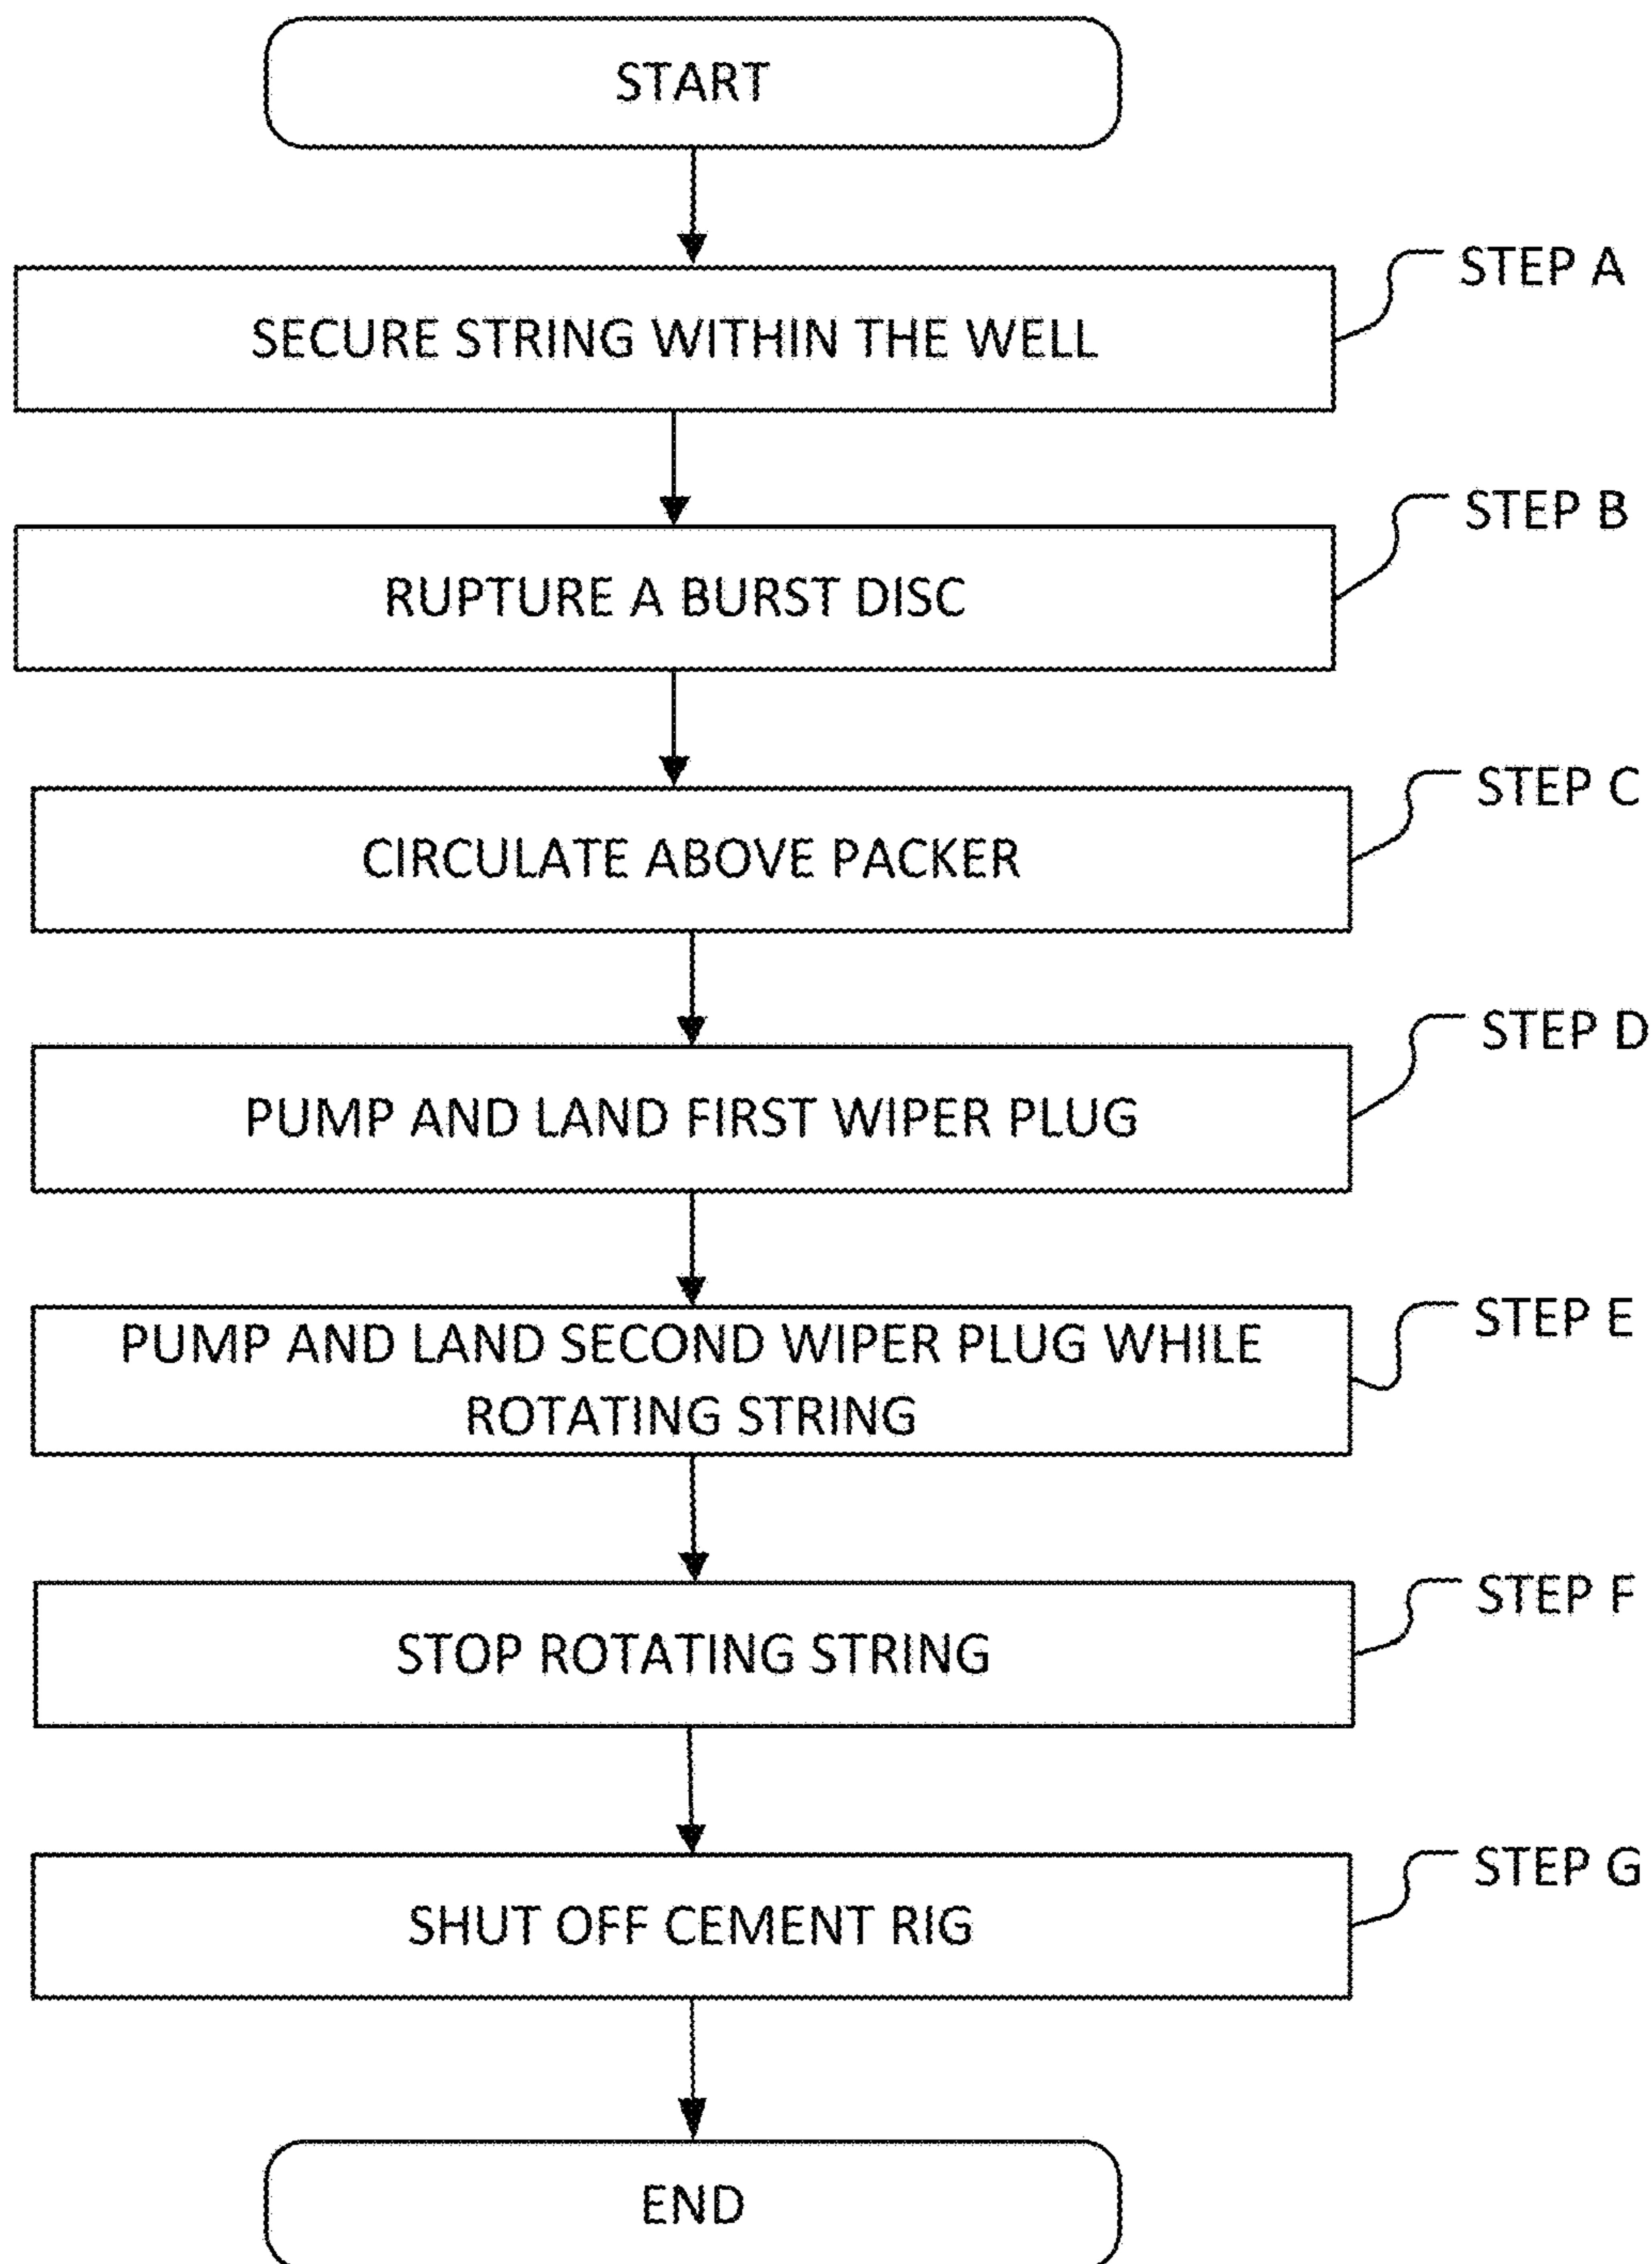 START
STEP A
SECURE STRING WITHIN THE WELL
STEP B
RUPTURE A BURST DISC
STEP C
CIRCULATE ABOVE PACKER
STEP D
PUMP AND LAND FIRST WIPER PLUG
STEP E
PUMP AND LAND SECOND WIPER PLUG WHILE
ROTATING STRING
STEP F
STOP ROTATING STRING
STEP G
SHUT OFF CEMENT RIG
END